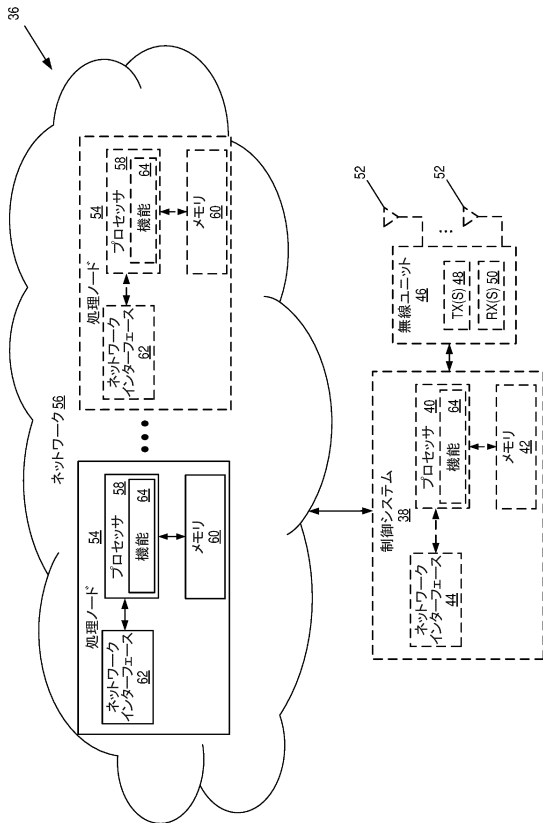 36
ネットワーク 56
処理ノード
54
プロセッサ
58
機能
64
メモリ
60
ネットワーク
インターフェース
62
処理ノード
54
プロセッサ
58
機能
64
メモリ
60
ネットワーク
インターフェース
62
制御システム
38
プロセッサ
40
機能
64
メモリ
42
ネットワーク
インターフェース
44
無線ユニット
46
TX(S) 48
RX(S) 50
52
52